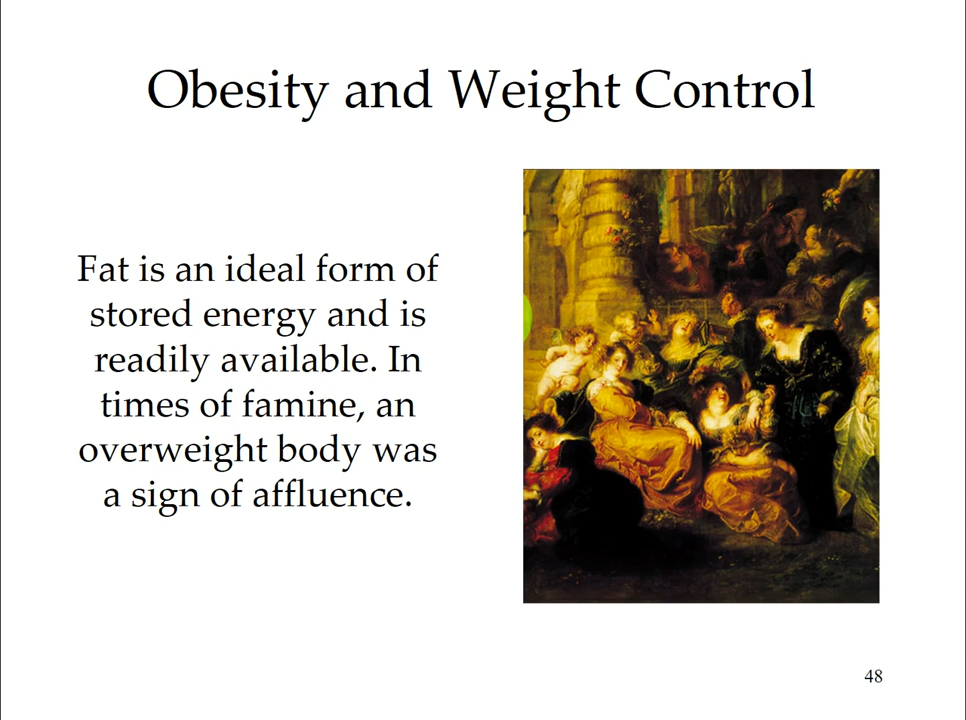 Obesity and Weight Control
Fat is an ideal form of
stored energy and is
readily available. In
times of famine, an
overweight body was
a sign of affluence.
48